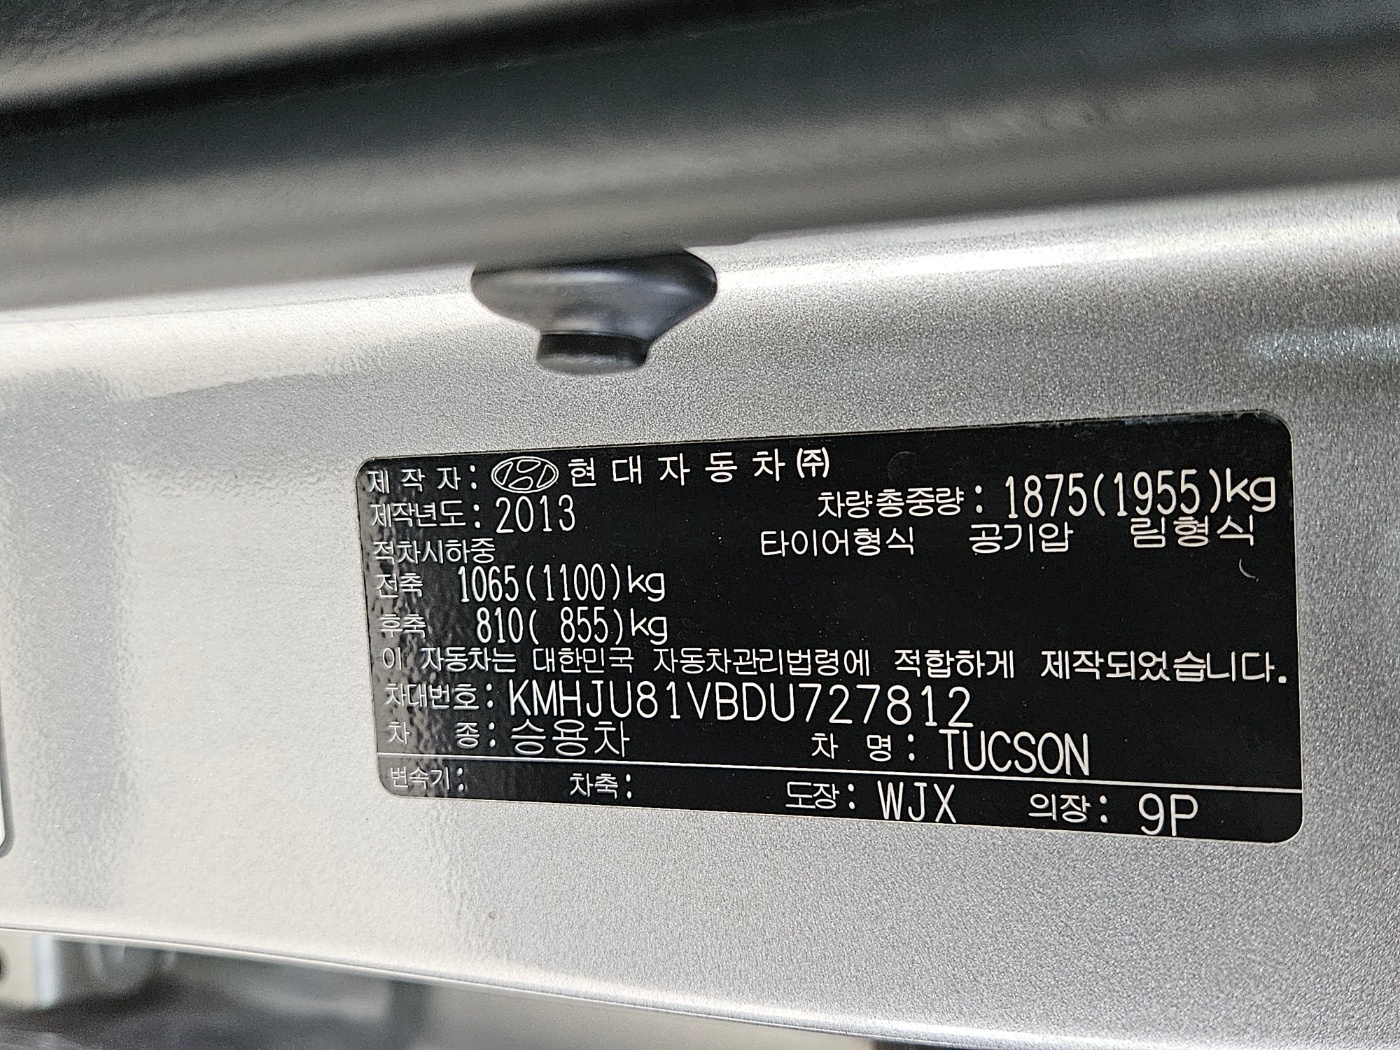 제 작 자 : 현 대 자 동 차 ㈜
제작년도 : 2013 차량총중량 : 1875(1955)kg
적차시하중 타이어형식 공기압 림형식
전축 1065(1100)kg
후축 810( 855)kg
이 자동차는 대한민국 자동차관리법령에 적합하게 제작되었습니다.
차대번호 : KMHJU81VBDU727812
차 종 : 승용차 차 명 : TUCSON
변속기 : 차축 : 도장 : WJX 의장 : 9P